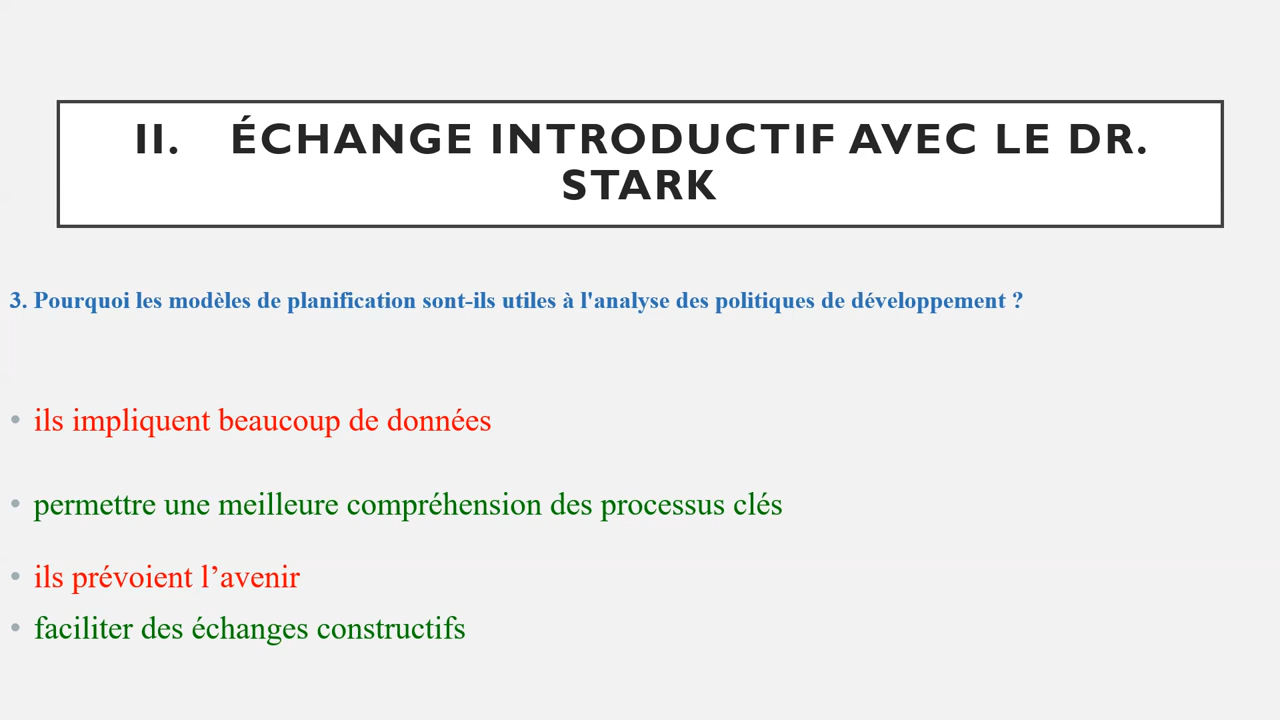 II. ÉCHANGE INTRODUCTIF AVEC LE DR.
STARK
3. Pourquoi les modèles de planification sont-ils utiles à l'analyse des politiques de développement ?
• ils impliquent beaucoup de données
• permettre une meilleure compréhension des processus clés
• ils prévoient l’avenir
• faciliter des échanges constructifs